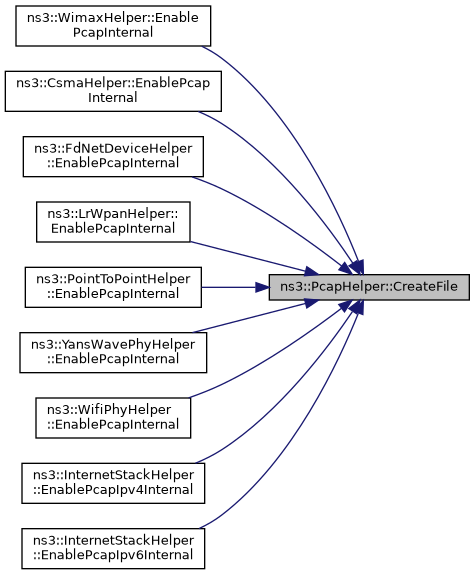 ns3::WimaxHelper::Enable
PcapInternal
ns3::CsmaHelper::EnablePcap
Internal
ns3::FdNetDeviceHelper
::EnablePcapInternal
ns3::LrWpanHelper::
EnablePcapInternal
ns3::PointToPointHelper
::EnablePcapInternal
ns3::PcapHelper::CreateFile
ns3::YansWavePhyHelper
::EnablePcapInternal
ns3::WifiPhyHelper
::EnablePcapInternal
ns3::InternetStackHelper
::EnablePcapIpv4Internal
ns3::InternetStackHelper
::EnablePcapIpv6Internal